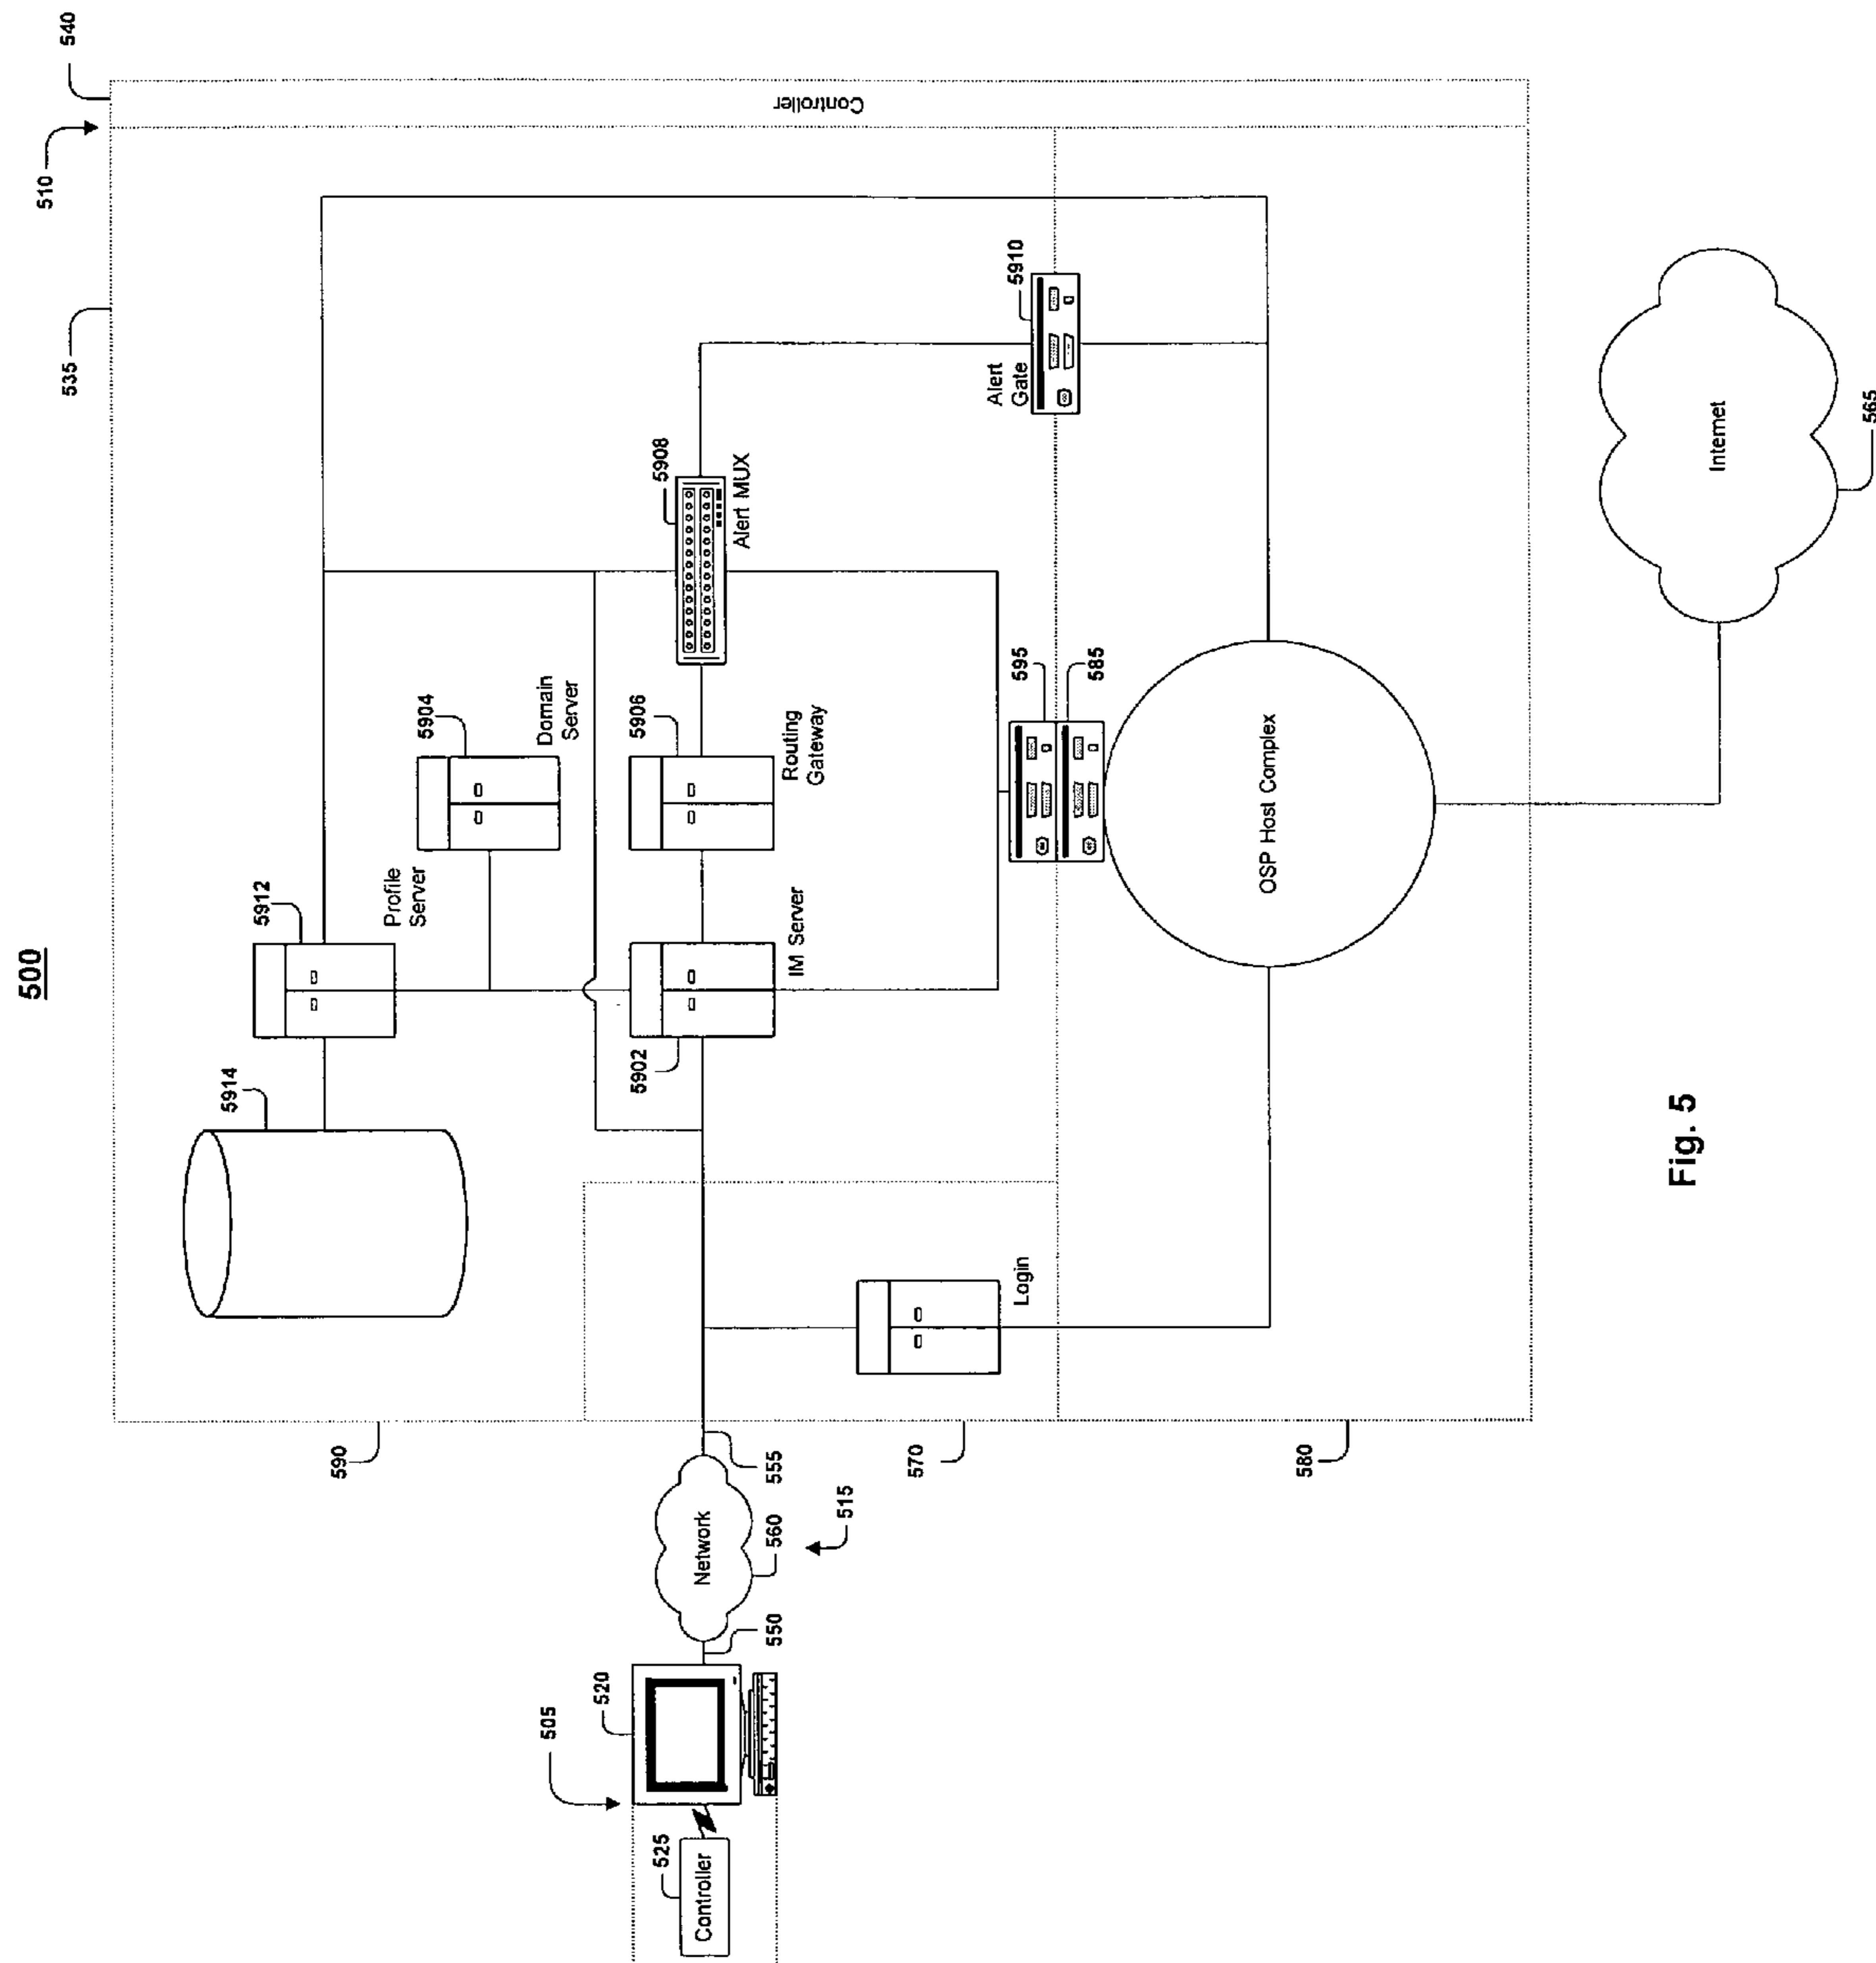 500
535
510
540
5914
5912
590
Profile
Server
5904
Domain
Server
505
520
5902
5906
5908
525
Controller
Network
Alert MUX
550
560
555
IM Server
Routing
Gateway
515
Controller
570
Login
Alert
Gate
5910
595
585
OSP Host Complex
580
Fig. 5
Internet
565